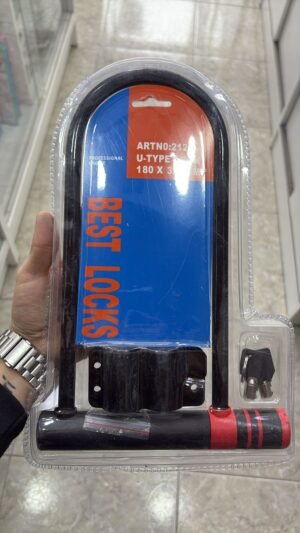 ARTNO:212
U-TYPE
180 X 3
PROFESSIONAL
BEST LOCKS